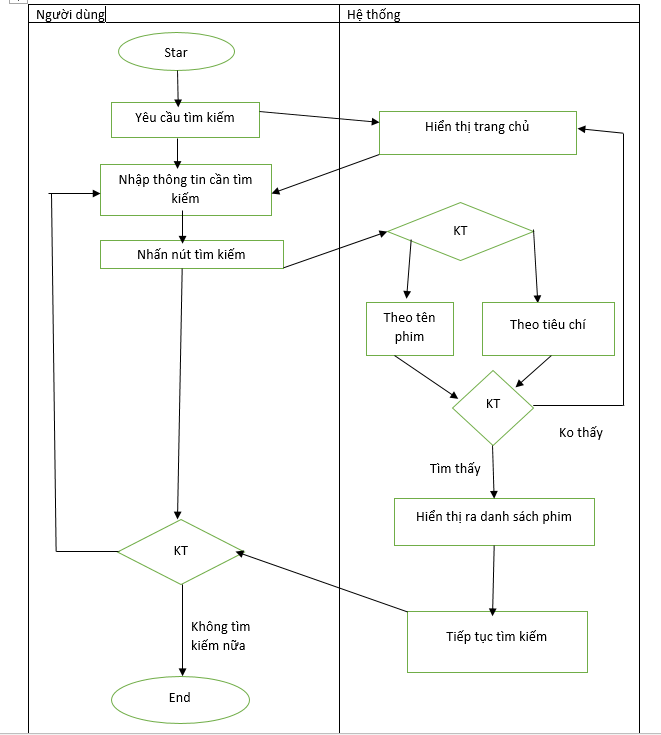 Người dùng
Hệ thống
Star
Yêu cầu tìm kiếm
Hiển thị trang chủ
Nhập thông tin cần tìm
kiếm
KT
Nhấn nút tìm kiếm
Theo tên
phim
Theo tiêu chí
KT
Ko thấy
Tìm thấy
Hiển thị ra danh sách phim
KT
Không tìm
kiếm nữa
Tiếp tục tìm kiếm
End